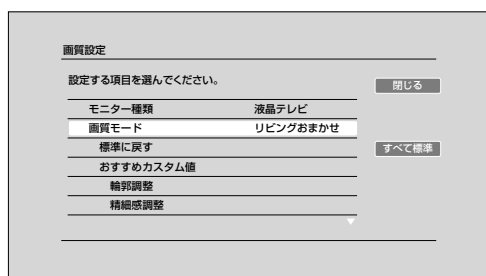 画質設定
設定する項目を選んでください。
閉じる
モニター種類 液晶テレビ
画質モード リビングおまかせ
標準に戻す
すべて標準
おすすめカスタム値
輪郭調整
精細感調整